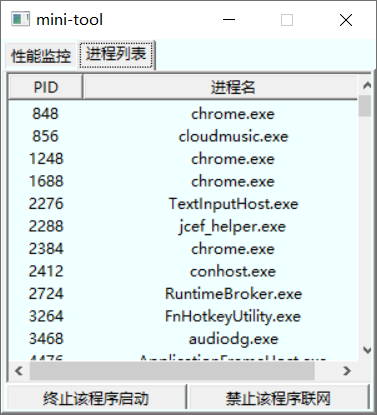 mini-tool
性能监控 进程列表
PID 进程名
848 chrome.exe
856 cloudmusic.exe
1248 chrome.exe
1688 chrome.exe
2276 TextInputHost.exe
2288 jcef_helper.exe
2384 chrome.exe
2412 conhost.exe
2724 RuntimeBroker.exe
3264 FnHotkeyUtility.exe
3468 audiodg.exe
4476 ApplicationFrameHost.exe
终止该程序启动 禁止该程序联网